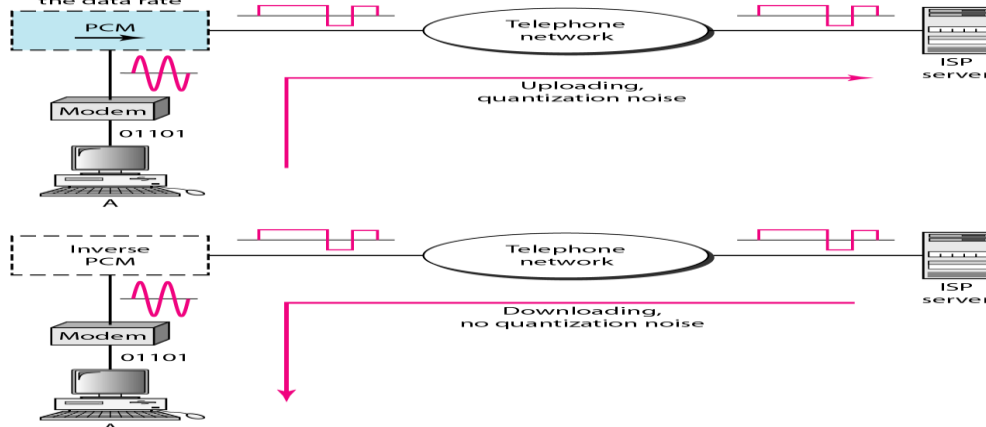 the data rate
PCM
Telephone
network
ISP
server
Uploading,
quantization noise
Modem
01101
A
Inverse
PCM
Telephone
network
ISP
server
Downloading,
no quantization noise
Modem
01101
A